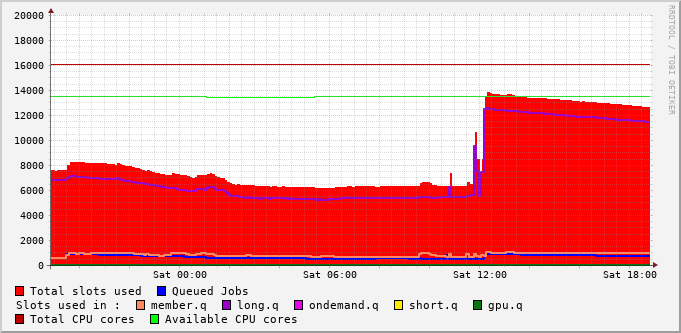 RRDTOOL / TOBI OETIKER
20000
18000
16000
14000
12000
10000
8000
6000
4000
2000
0
Sat 00:00 Sat 06:00 Sat 12:00 Sat 18:00
Total slots used Queued Jobs
Slots used in : member.q long.q ondemand.q short.q gpu.q
Total CPU cores Available CPU cores